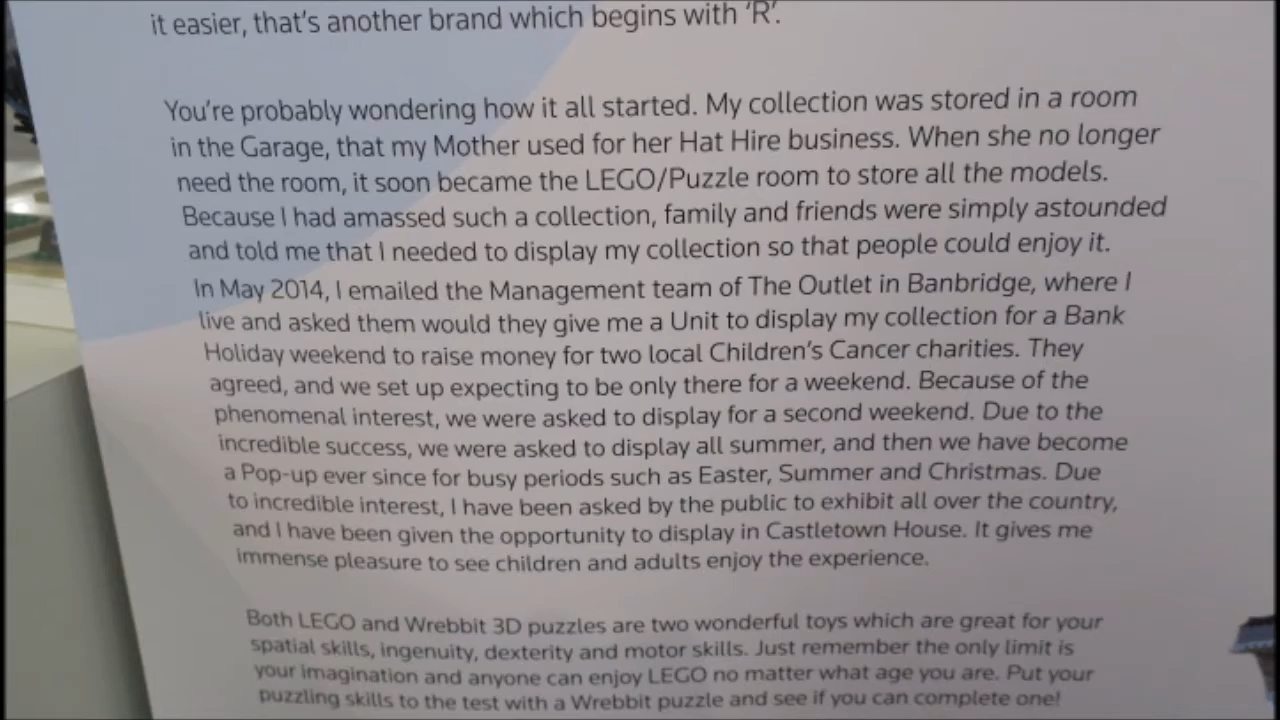 it easier, that's another brand which begins with 'R'.
You're probably wondering how it all started. My collection was stored in a room
in the Garage, that my Mother used for her Hat Hire business. When she no longer
need the room, it soon became the LEGO/Puzzle room to store all the models.
Because I had amassed such a collection, family and friends were simply astounded
and told me that I needed to display my collection so that people could enjoy it.
In May 2014, I emailed the Management team of The Outlet in Banbridge, where I
live and asked them would they give me a Unit to display my collection for a Bank
Holiday weekend to raise money for two local Children's Cancer charities. They
agreed, and we set up expecting to be only there for a weekend. Because of the
phenomenal interest, we were asked to display for a second weekend. Due to the
incredible success, we were asked to display all summer, and then we have become
a Pop-up ever since for busy periods such as Easter, Summer and Christmas. Due
to incredible interest, I have been asked by the public to exhibit all over the country,
and I have been given the opportunity to display in Castletown House. It gives me
immense pleasure to see children and adults enjoy the experience.
Both LEGO and Wrebbit 3D puzzles are two wonderful toys which are great for your
spatial skills, ingenuity, dexterity and motor skills. Just remember the only limit is
your imagination and anyone can enjoy LEGO no matter what age you are. Put your
puzzling skills to the test with a Wrebbit puzzle and see if you can complete one!